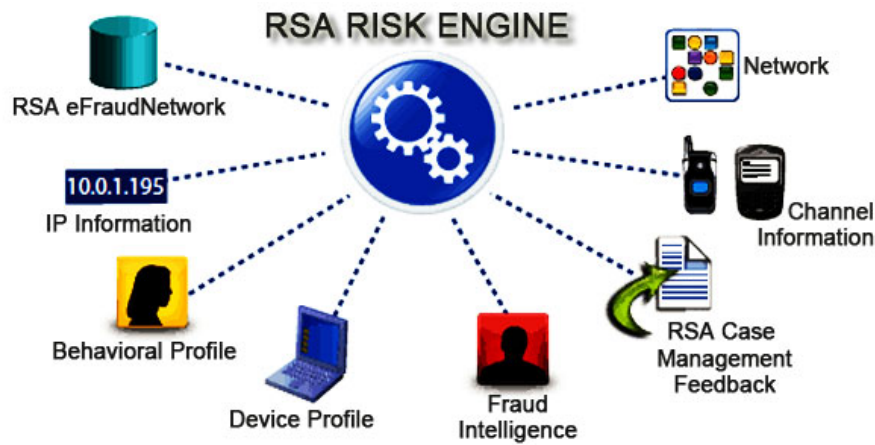 RSA RISK ENGINE
RSA eFraudNetwork
Network
10.0.1.195
IP Information
Channel
Information
Behavioral Profile
Device Profile
Fraud
Intelligence
RSA Case
Management
Feedback